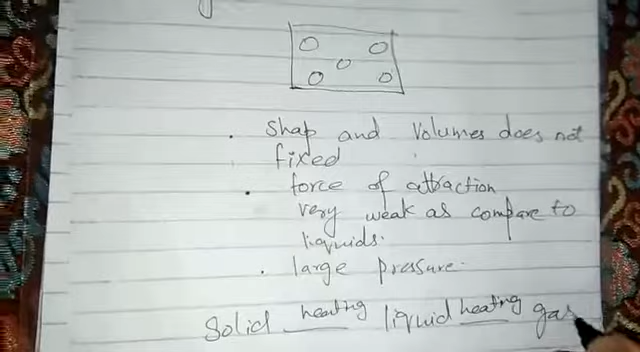 . Shap and Volumes does not
fixed
. force of attraction
very weak as compare to
liquids.
. large pressure.
Solid heating liquid heating gas